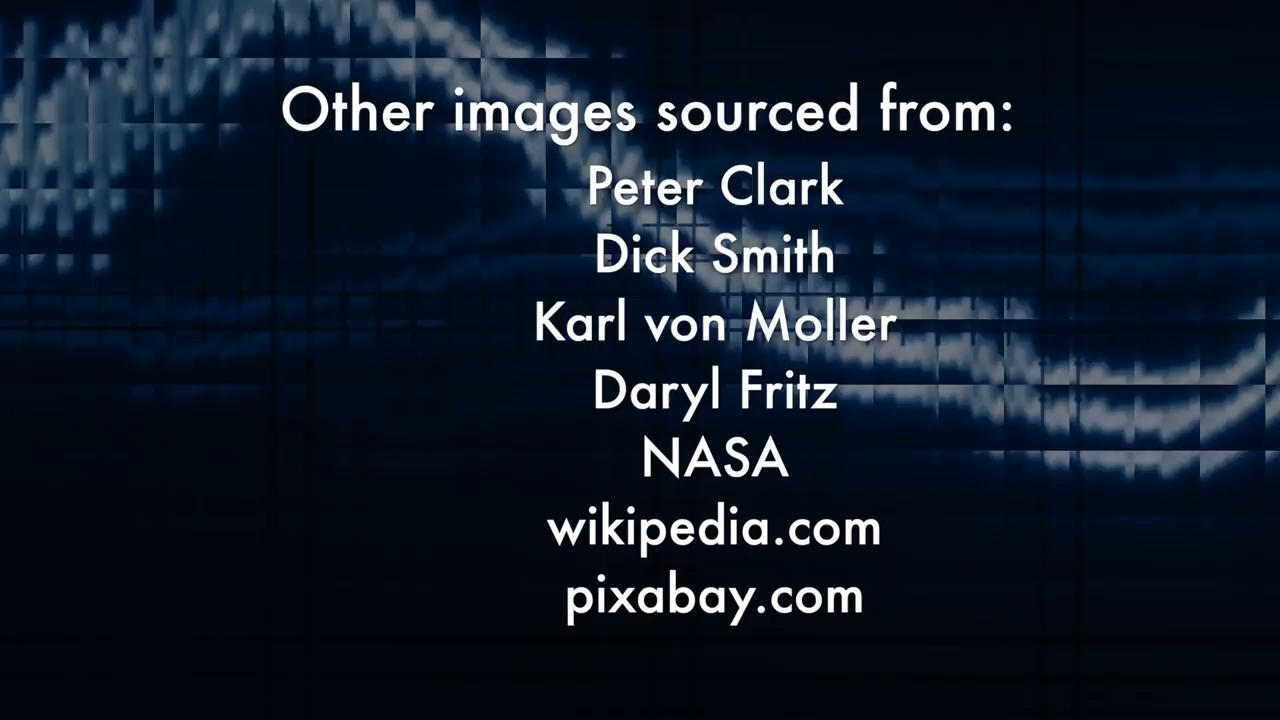 Other images sourced from:
Peter Clark
Dick Smith
Karl von Moller
Daryl Fritz
NASA
wikipedia.com
pixabay.com